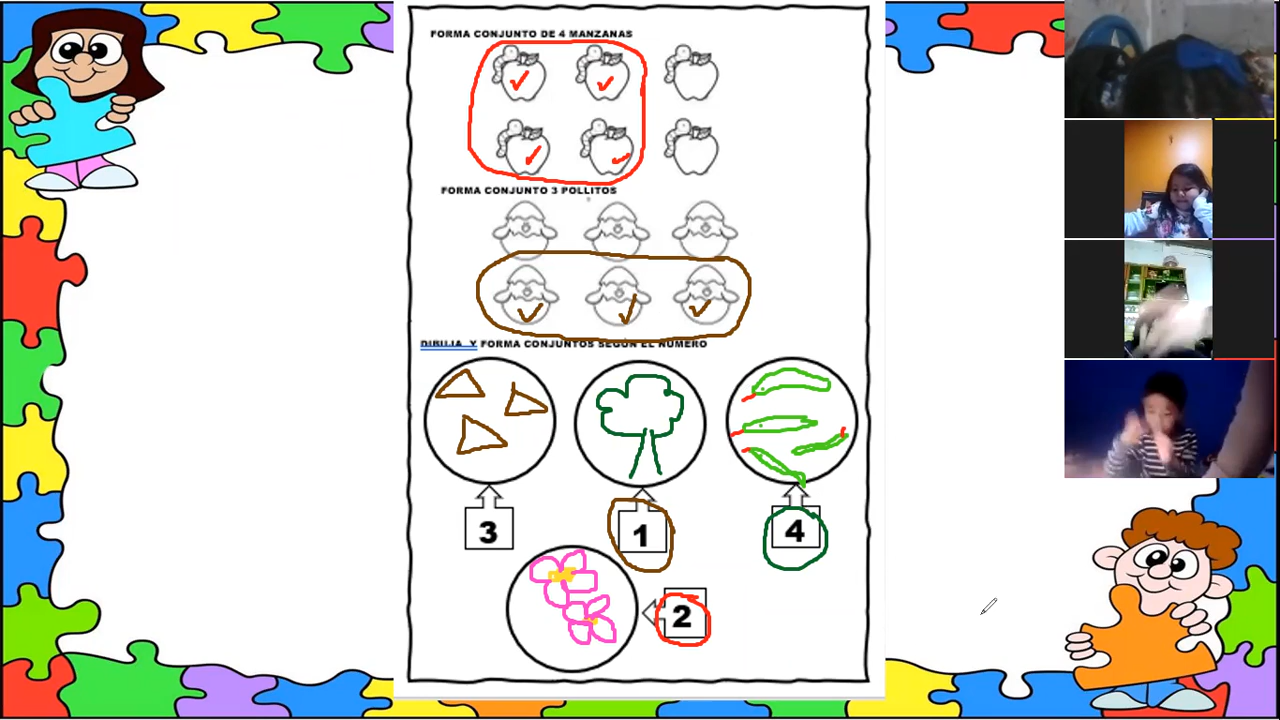 FORMA CONJUNTO DE 4 MANZANAS
FORMA CONJUNTO 3 POLLITOS
DIBUJA Y FORMA CONJUNTOS SEGÚN EL NÚMERO
3 1 4
2